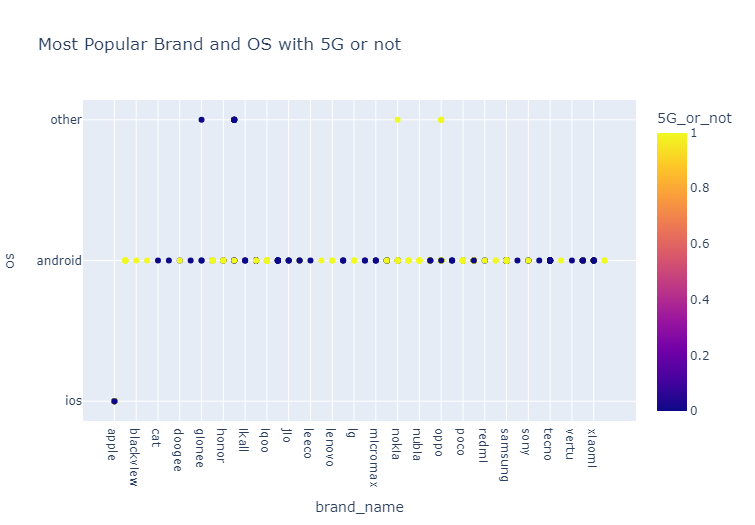 Most Popular Brand and OS with 5G or not
other
android
ios
os
apple
blackview
cat
doogee
gionee
honor
ikall
iqoo
jio
leeco
lenovo
lg
micromax
nokia
nubia
oppo
poco
redmi
samsung
sony
tecno
vertu
xiaomi
brand_name
5G_or_not
1
0.8
0.6
0.4
0.2
0